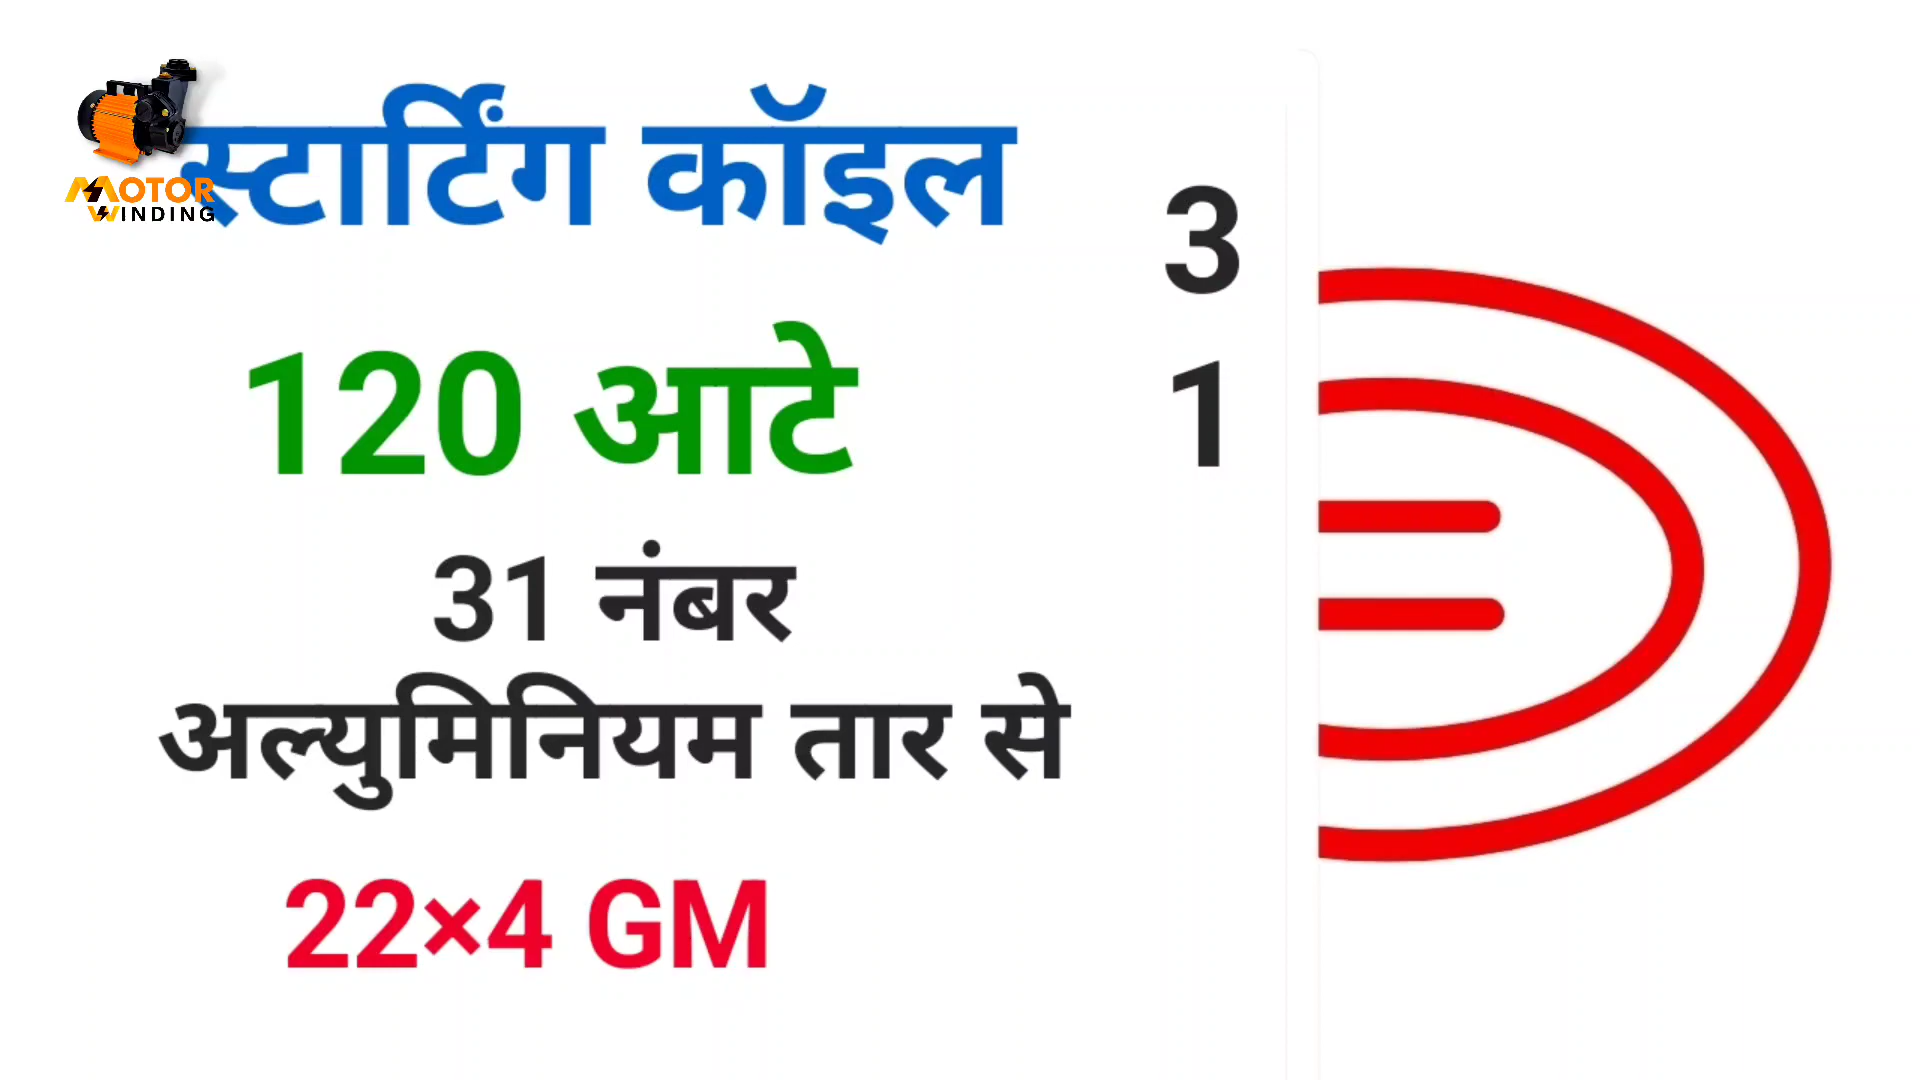 MOTOR
WINDING
स्टार्टिंग कॉइल
3
120 आटे
1
31 नंबर
अल्युमिनियम तार से
22×4 GM